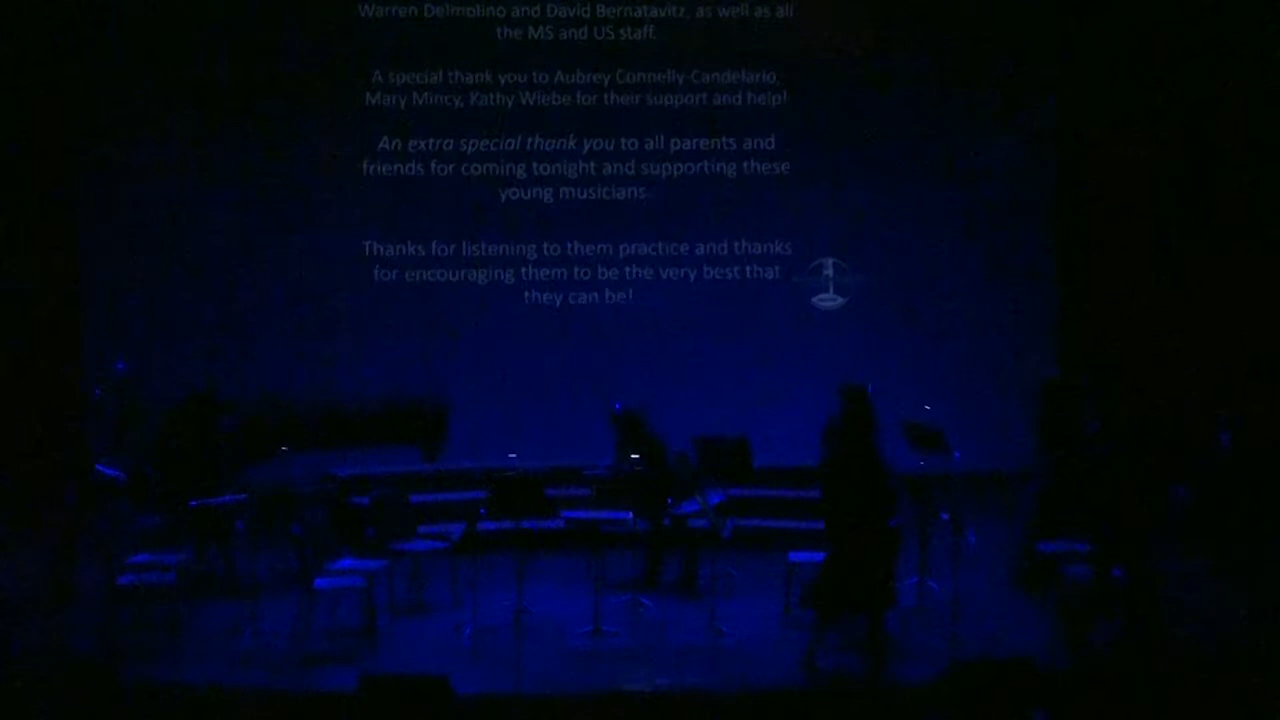 Warren Delmolino and David Bernatavitz, as well as all
the MS and US staff.
A special thank you to Aubrey Connelly-Candelario,
Mary Mincy, Kathy Wiebe for their support and help!
An extra special thank you to all parents and
friends for coming tonight and supporting these
young musicians.
Thanks for listening to them practice and thanks
for encouraging them to be the very best that
they can be!